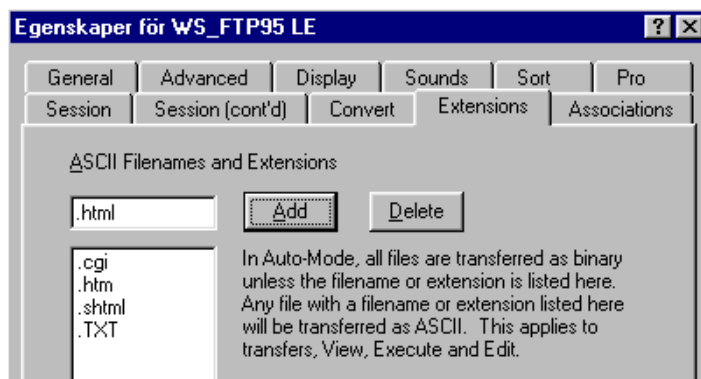 Egenskaper för WS_FTP95 LE
General Advanced Display Sounds Sort Pro
Session Session (cont'd) Convert Extensions Associations
ASCII Filenames and Extensions
.html Add Delete
.cgi
.htm
.shtml
.TXT
In Auto-Mode, all files are transferred as binary
unless the filename or extension is listed here.
Any file with a filename or extension listed here
will be transferred as ASCII. This applies to
transfers, View, Execute and Edit.